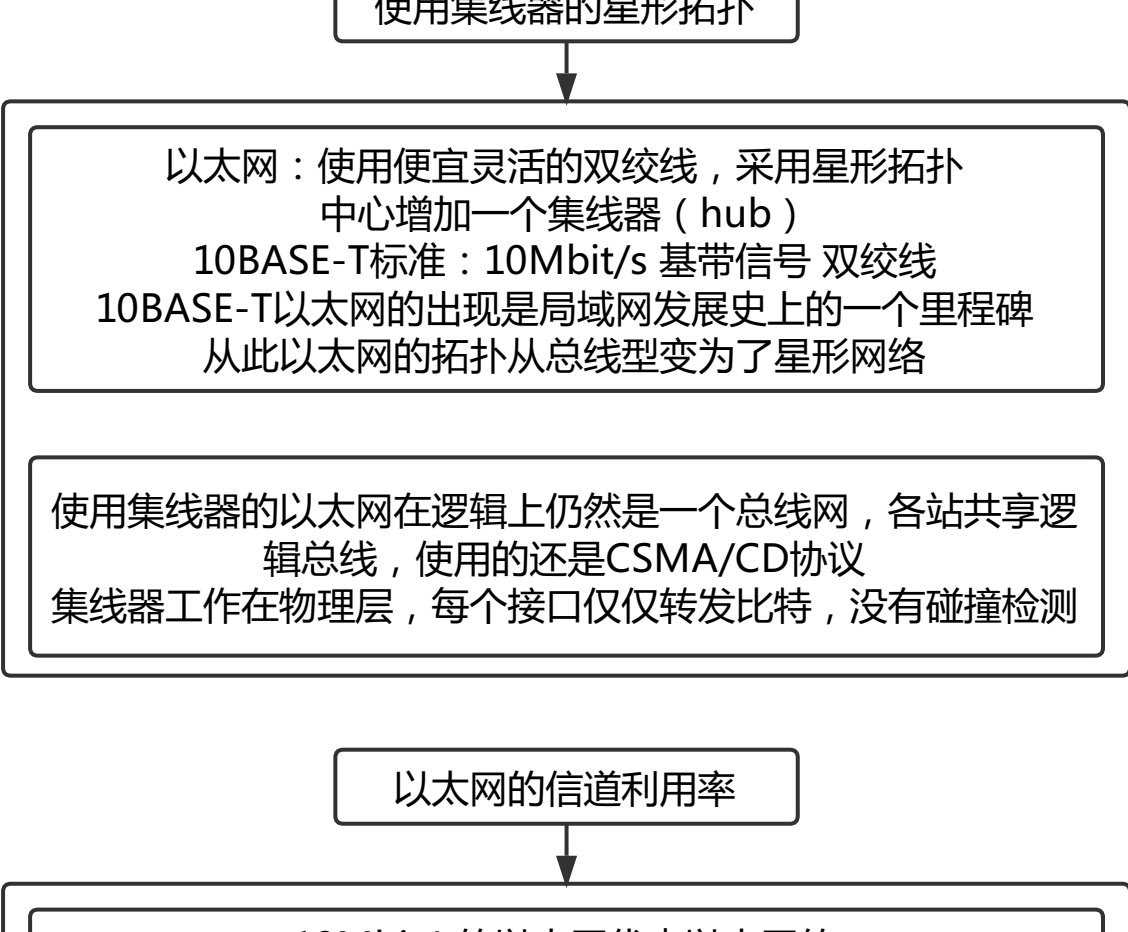 使用集线器的星形拓扑
以太网：使用便宜灵活的双绞线，采用星形拓扑
中心增加一个集线器（hub）
10BASE-T标准：10Mbit/s 基带信号 双绞线
10BASE-T以太网的出现是局域网发展史上的一个里程碑
从此以太网的拓扑从总线型变为了星形网络
使用集线器的以太网在逻辑上仍然是一个总线网，各站共享逻
辑总线，使用的还是CSMA/CD协议
集线器工作在物理层，每个接口仅仅转发比特，没有碰撞检测
以太网的信道利用率